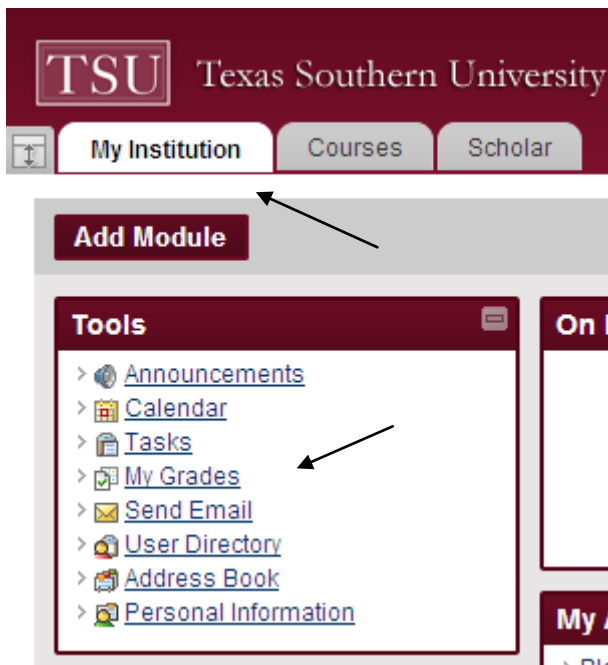 TSU Texas Southern University
My Institution Courses Scholar
Add Module
Tools
Announcements
Calendar
Tasks
My Grades
Send Email
User Directory
Address Book
Personal Information
On
My